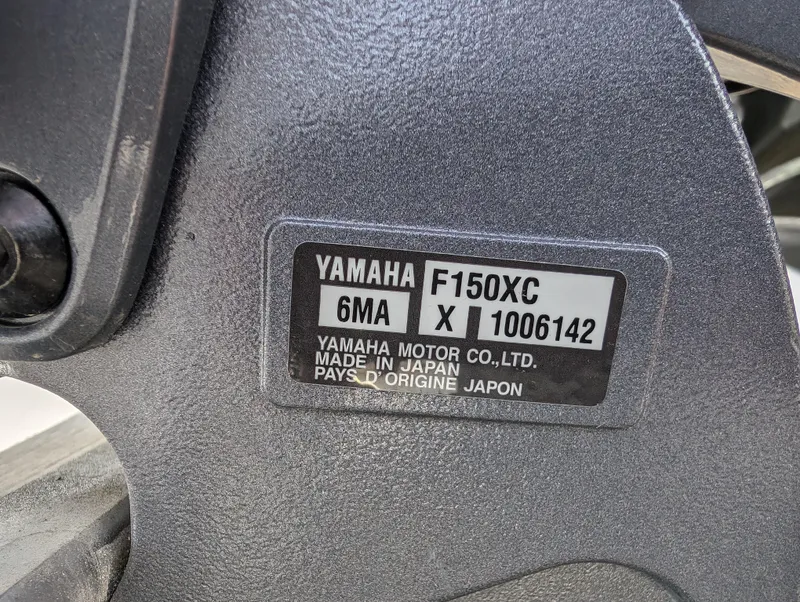 YAMAHA F150XC
6MA X 1006142
YAMAHA MOTOR CO.,LTD.
MADE IN JAPAN
PAYS D'ORIGINE JAPON